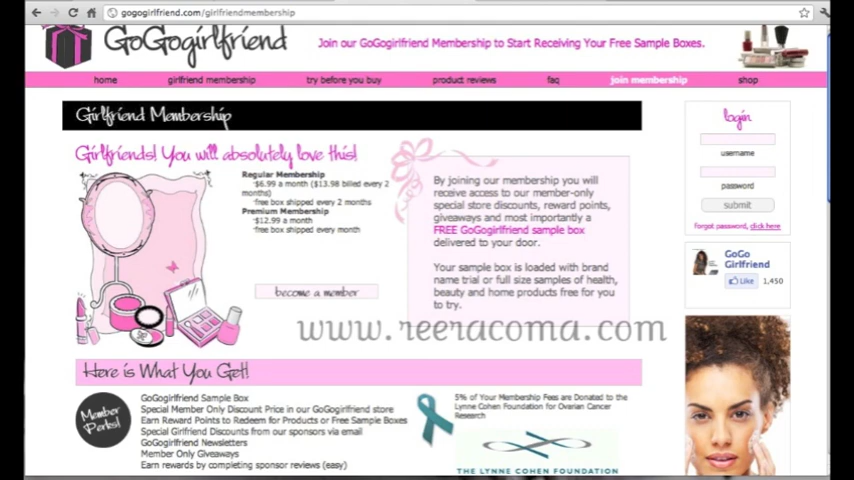 gogogirlfriend.com/girlfriendmembership
GoGogirlfriend
Join our GoGogirlfriend Membership to Start Receiving Your Free Sample Boxes.
home girlfriend membership try before you buy product reviews faq join membership shop
Girlfriend Membership
Girlfriends! You will absolutely love this!
Regular Membership
-$6.99 a month ($13.98 billed every 2
months)
-free box shipped every 2 months
Premium Membership
-$12.99 a month
-free box shipped every month
become a member
By joining our membership you will
receive access to our member-only
special store discounts, reward points,
giveaways and most importantly a
FREE GoGogirlfriend sample box
delivered to your door.
Your sample box is loaded with brand
name trial or full size samples of health,
beauty and home products free for you
to try.
login
username
password
submit
Forgot password, click here
GoGo
Girlfriend
Like 1,450
www.reeracoma.com
Here is What You Get!
Member
Perks!
GoGogirlfriend Sample Box
Special Member Only Discount Price in our GoGogirlfriend store
Earn Reward Points to Redeem for Products or Free Sample Boxes
Special Girlfriend Discounts from our sponsors via email
GoGogirlfriend Newsletters
Member Only Giveaways
Earn rewards by completing sponsor reviews (easy)
5% of Your Membership Fees are Donated to the
Lynne Cohen Foundation for Ovarian Cancer
Research
THE LYNNE COHEN FOUNDATION